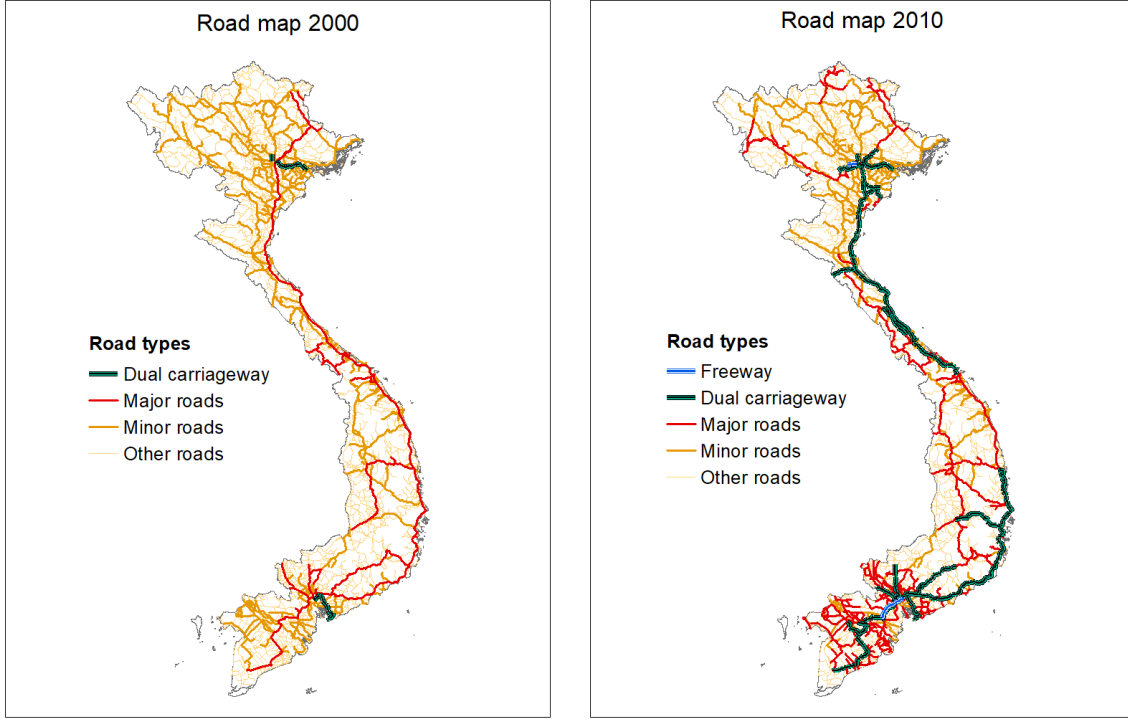 Road map 2000
Road types
Dual carriageway
Major roads
Minor roads
Other roads
Road map 2010
Road types
Freeway
Dual carriageway
Major roads
Minor roads
Other roads